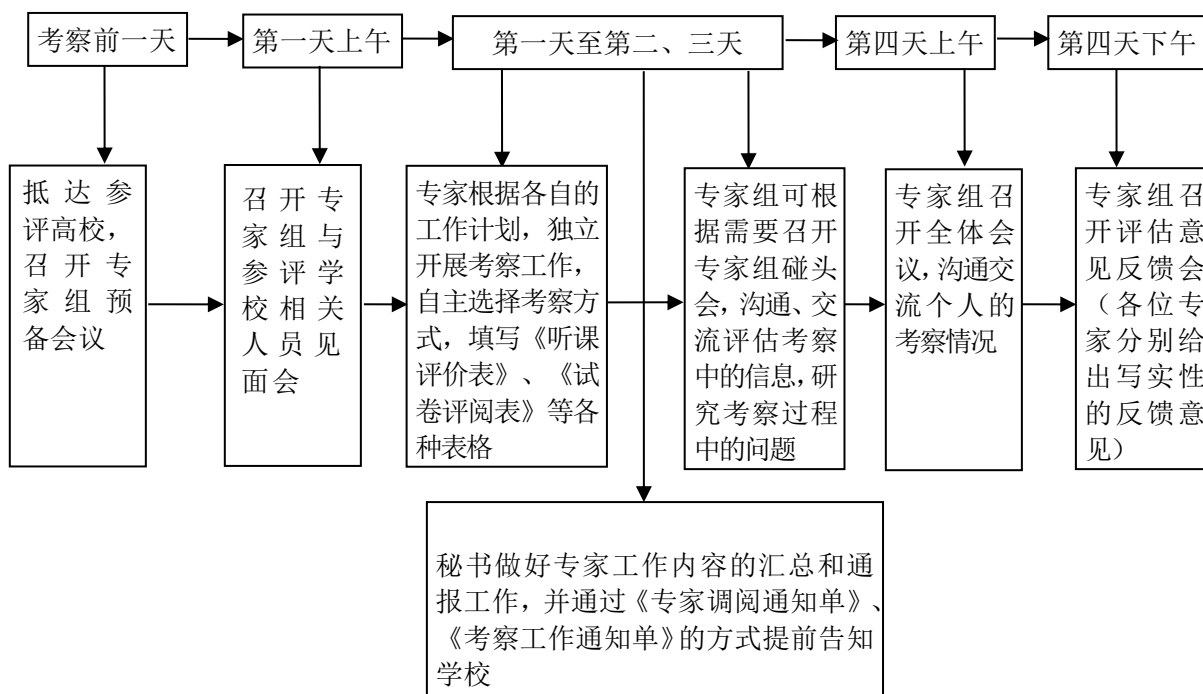 考察前一天
第一天上午
第一天至第二、三天
第四天上午
第四天下午
抵达参
评高校，
召开专
家组预
备会议
召开专
家组与
参评学
校相关
人员见
面会
专家根据各自的
工作计划，独立
开展考察工作，
自主选择考察方
式，填写《听课
评价表》、《试
卷评阅表》等各
种表格
专家组可根
据需要召开
专家组碰头
会，沟通、交
流评估考察
中的信息，研
究考察过程
中的问题
专家组召
开全体会
议，沟通交
流个人的
考察情况
专家组召
开评估意
见反馈会
（各位专
家分别给
出写实性
的反馈意
见）
秘书做好专家工作内容的汇总和通
报工作，并通过《专家调阅通知单》、
《考察工作通知单》的方式提前告知
学校